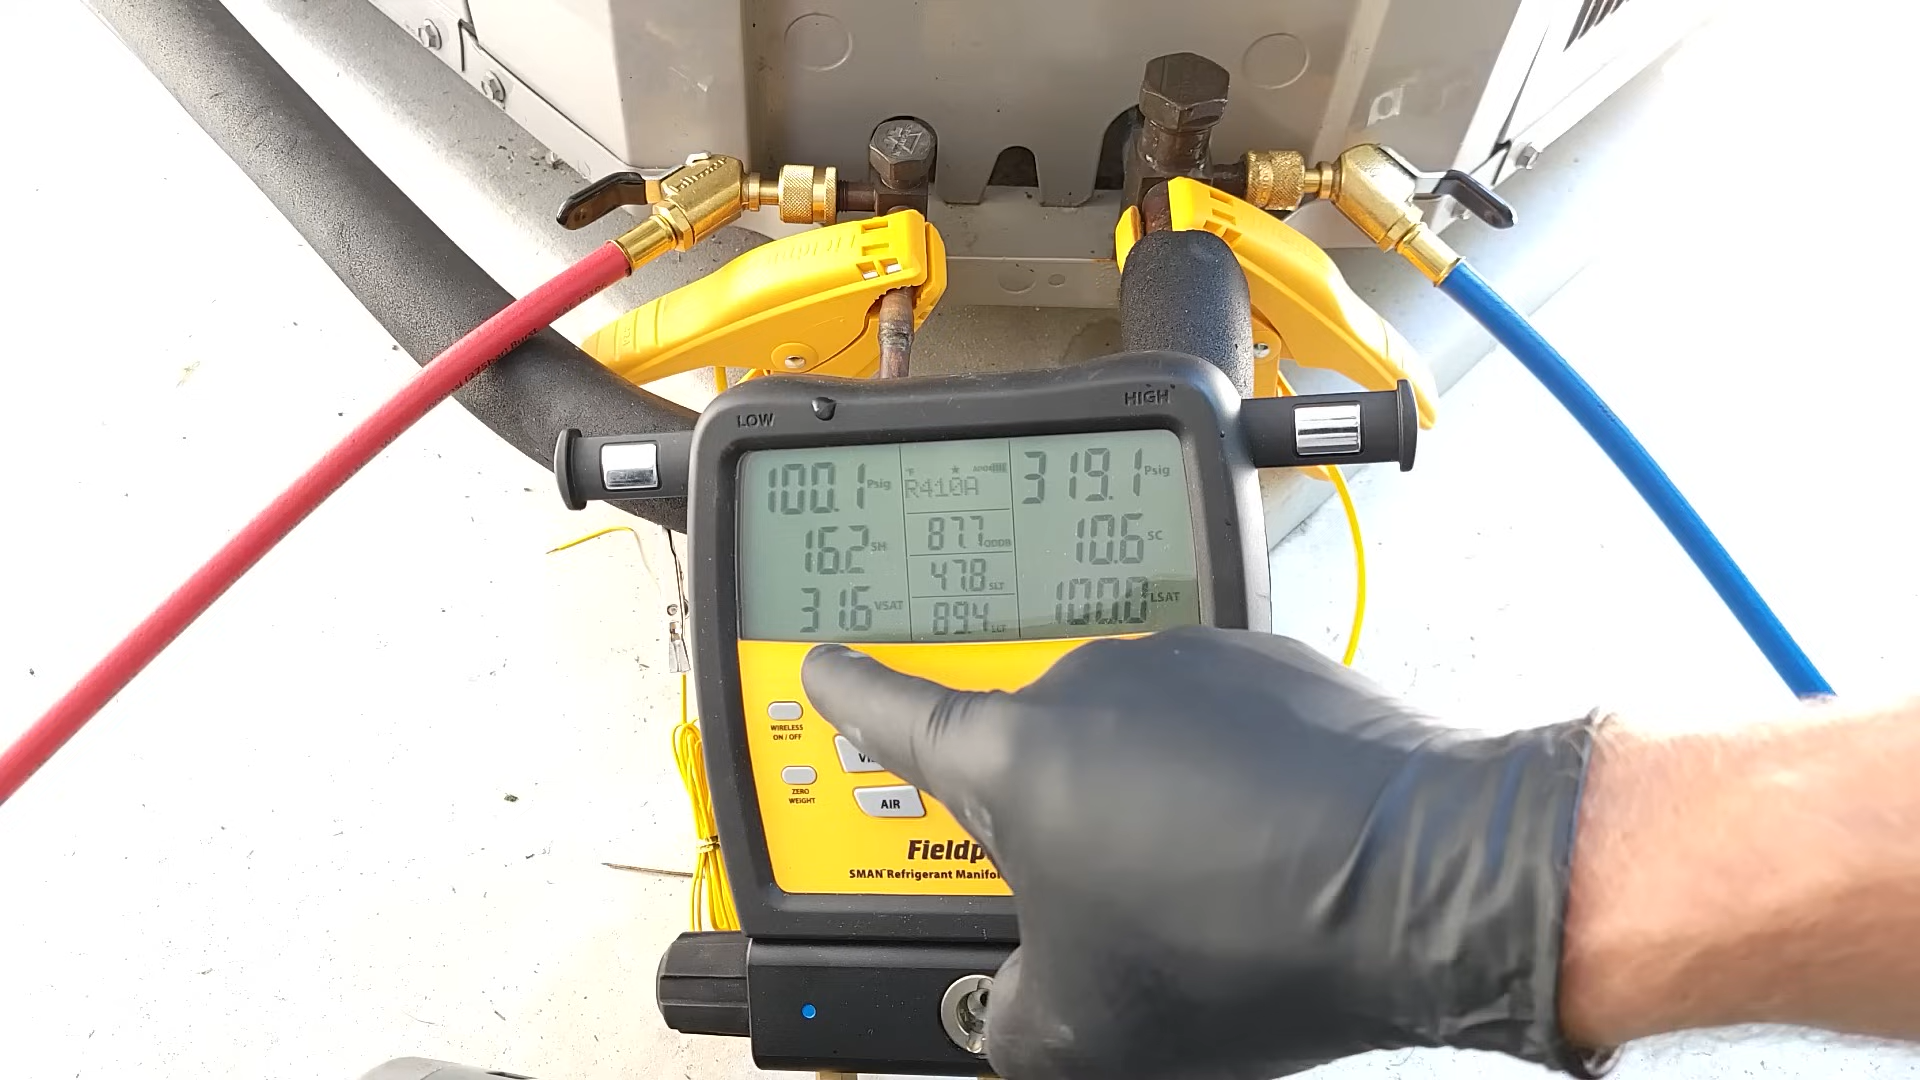 LOW
HIGH
100.1 Psig
R410A
319.1 Psig
16.2 SH
87.7 ODDB
10.6 SC
47.8 SLT
31.6 VSAT
89.4 LLT
100.0 LSAT
WIRELESS
ON / OFF
ZERO
WEIGHT
AIR
Fieldp
SMAN™ Refrigerant Manifo